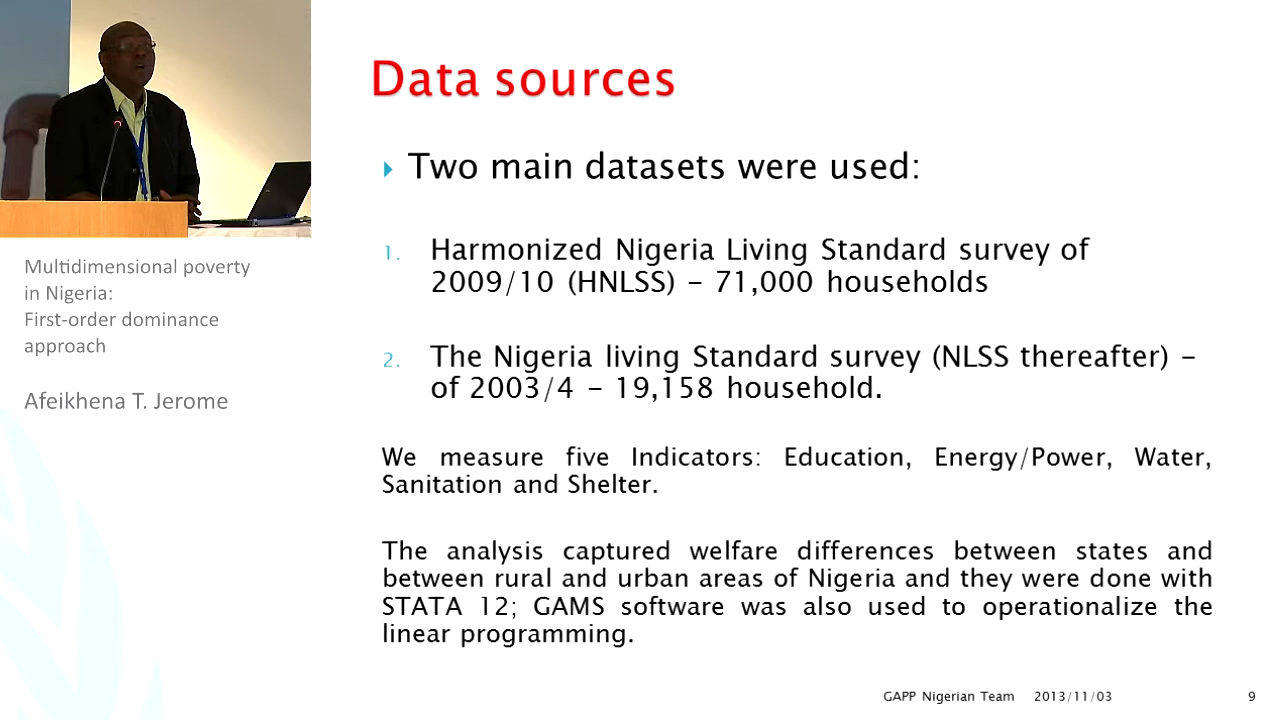 Data sources
Two main datasets were used:
1. Harmonized Nigeria Living Standard survey of
2009/10 (HNLSS) – 71,000 households
2. The Nigeria living Standard survey (NLSS thereafter) –
of 2003/4 – 19,158 household.
We measure five Indicators: Education, Energy/Power, Water,
Sanitation and Shelter.
The analysis captured welfare differences between states and
between rural and urban areas of Nigeria and they were done with
STATA 12; GAMS software was also used to operationalize the
linear programming.
Multidimensional poverty
in Nigeria:
First-order dominance
approach
Afeikhena T. Jerome
GAPP Nigerian Team 2013/11/03 9